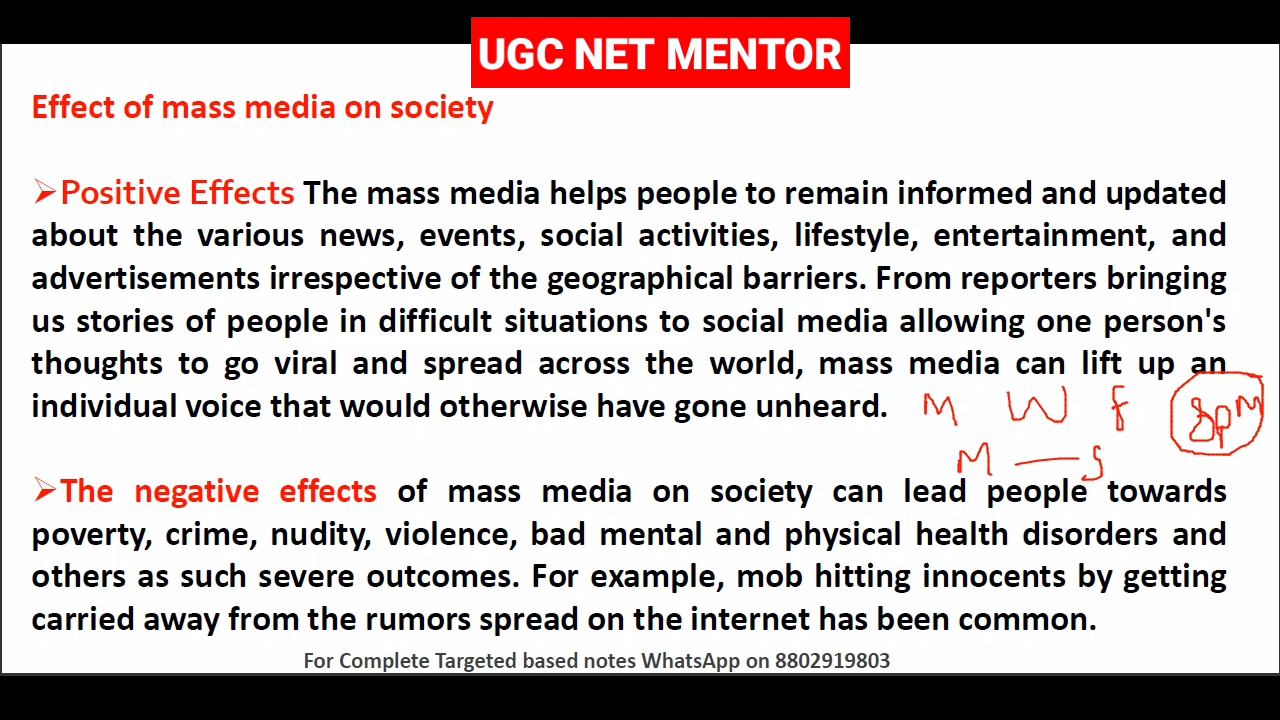 UGC NET MENTOR
Effect of mass media on society
➢Positive Effects The mass media helps people to remain informed and updated
about the various news, events, social activities, lifestyle, entertainment, and
advertisements irrespective of the geographical barriers. From reporters bringing
us stories of people in difficult situations to social media allowing one person's
thoughts to go viral and spread across the world, mass media can lift up an
individual voice that would otherwise have gone unheard.
M W F
M — S
➢The negative effects of mass media on society can lead people towards
poverty, crime, nudity, violence, bad mental and physical health disorders and
others as such severe outcomes. For example, mob hitting innocents by getting
carried away from the rumors spread on the internet has been common.
For Complete Targeted based notes WhatsApp on 8802919803